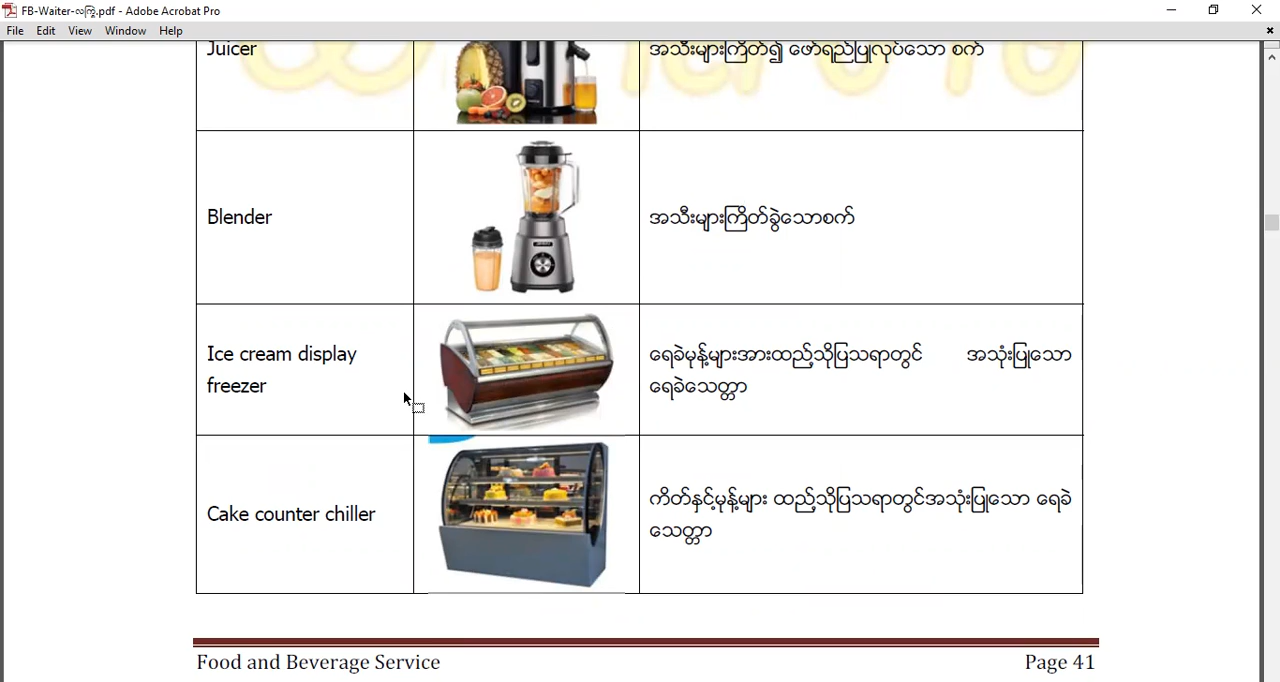 FB-Waiter-လက္ကြ.pdf - Adobe Acrobat Pro
File Edit View Window Help
Juicer
အသီးများကြိတ်၍ ဖျော်ရည်ပြုလုပ်သော စက်
Blender
အသီးများကြိတ်ခွဲသောစက်
Ice cream display
freezer
ရေခဲမုန့်များအားထည့်သိုပြသရာတွင် အသုံးပြုသော
ရေခဲသေတ္တာ
Cake counter chiller
ကိတ်နှင့်မုန့်များ ထည့်သိုပြသရာတွင်အသုံးပြုသော ရေခဲ
သေတ္တာ
Food and Beverage Service
Page 41